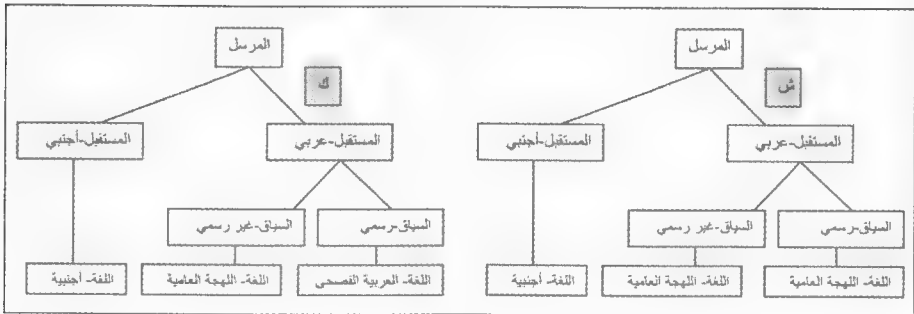 المرسل
ش
المستقبل-عربي
المستقبل-أجنبي
السياق-رسمي
السياق-غير رسمي
اللغة- اللهجة العامية
اللغة- اللهجة العامية
اللغة- أجنبية
المرسل
ك
المستقبل-عربي
المستقبل-أجنبي
السياق-رسمي
السياق-غير رسمي
اللغة- العربية الفصحى
اللغة- اللهجة العامية
اللغة- أجنبية